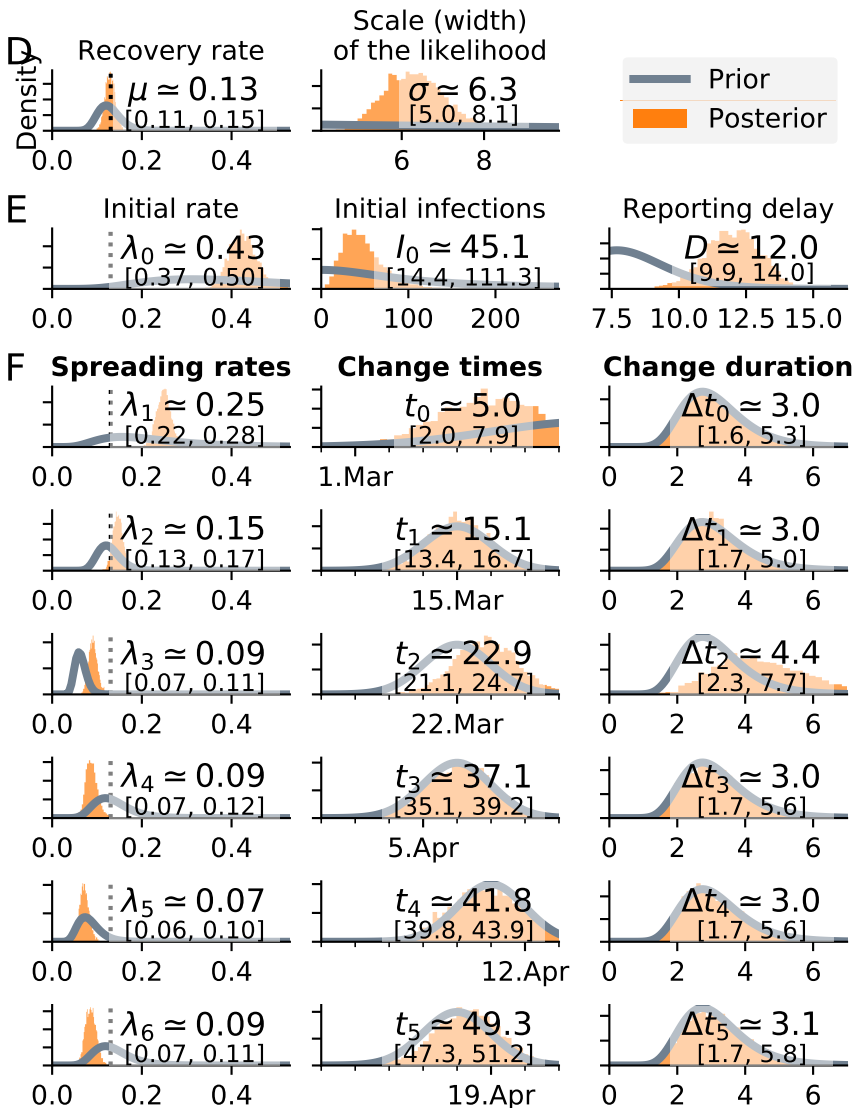 D
Recovery rate
Scale (width)
of the likelihood
Density
μ ≃ 0.13
[0.11, 0.15]
0.0 0.2 0.4
σ ≃ 6.3
[5.0, 8.1]
6 8
Prior
Posterior
E
Initial rate
λ0 ≃ 0.43
[0.37, 0.50]
0.0 0.2 0.4
Initial infections
I0 ≃ 45.1
[14.4, 111.3]
0 100 200
Reporting delay
D ≃ 12.0
[9.9, 14.0]
7.5 10.0 12.5 15.0
F
Spreading rates Change times Change duration
λ1 ≃ 0.25
[0.22, 0.28]
0.0 0.2 0.4
t0 ≃ 5.0
[2.0, 7.9]
1.Mar
Δt0 ≃ 3.0
[1.6, 5.3]
0 2 4 6
λ2 ≃ 0.15
[0.13, 0.17]
0.0 0.2 0.4
t1 ≃ 15.1
[13.4, 16.7]
15.Mar
Δt1 ≃ 3.0
[1.7, 5.0]
0 2 4 6
λ3 ≃ 0.09
[0.07, 0.11]
0.0 0.2 0.4
t2 ≃ 22.9
[21.1, 24.7]
22.Mar
Δt2 ≃ 4.4
[2.3, 7.7]
0 2 4 6
λ4 ≃ 0.09
[0.07, 0.12]
0.0 0.2 0.4
t3 ≃ 37.1
[35.1, 39.2]
5.Apr
Δt3 ≃ 3.0
[1.7, 5.6]
0 2 4 6
λ5 ≃ 0.07
[0.06, 0.10]
0.0 0.2 0.4
t4 ≃ 41.8
[39.8, 43.9]
12.Apr
Δt4 ≃ 3.0
[1.7, 5.6]
0 2 4 6
λ6 ≃ 0.09
[0.07, 0.11]
0.0 0.2 0.4
t5 ≃ 49.3
[47.3, 51.2]
19.Apr
Δt5 ≃ 3.1
[1.7, 5.8]
0 2 4 6